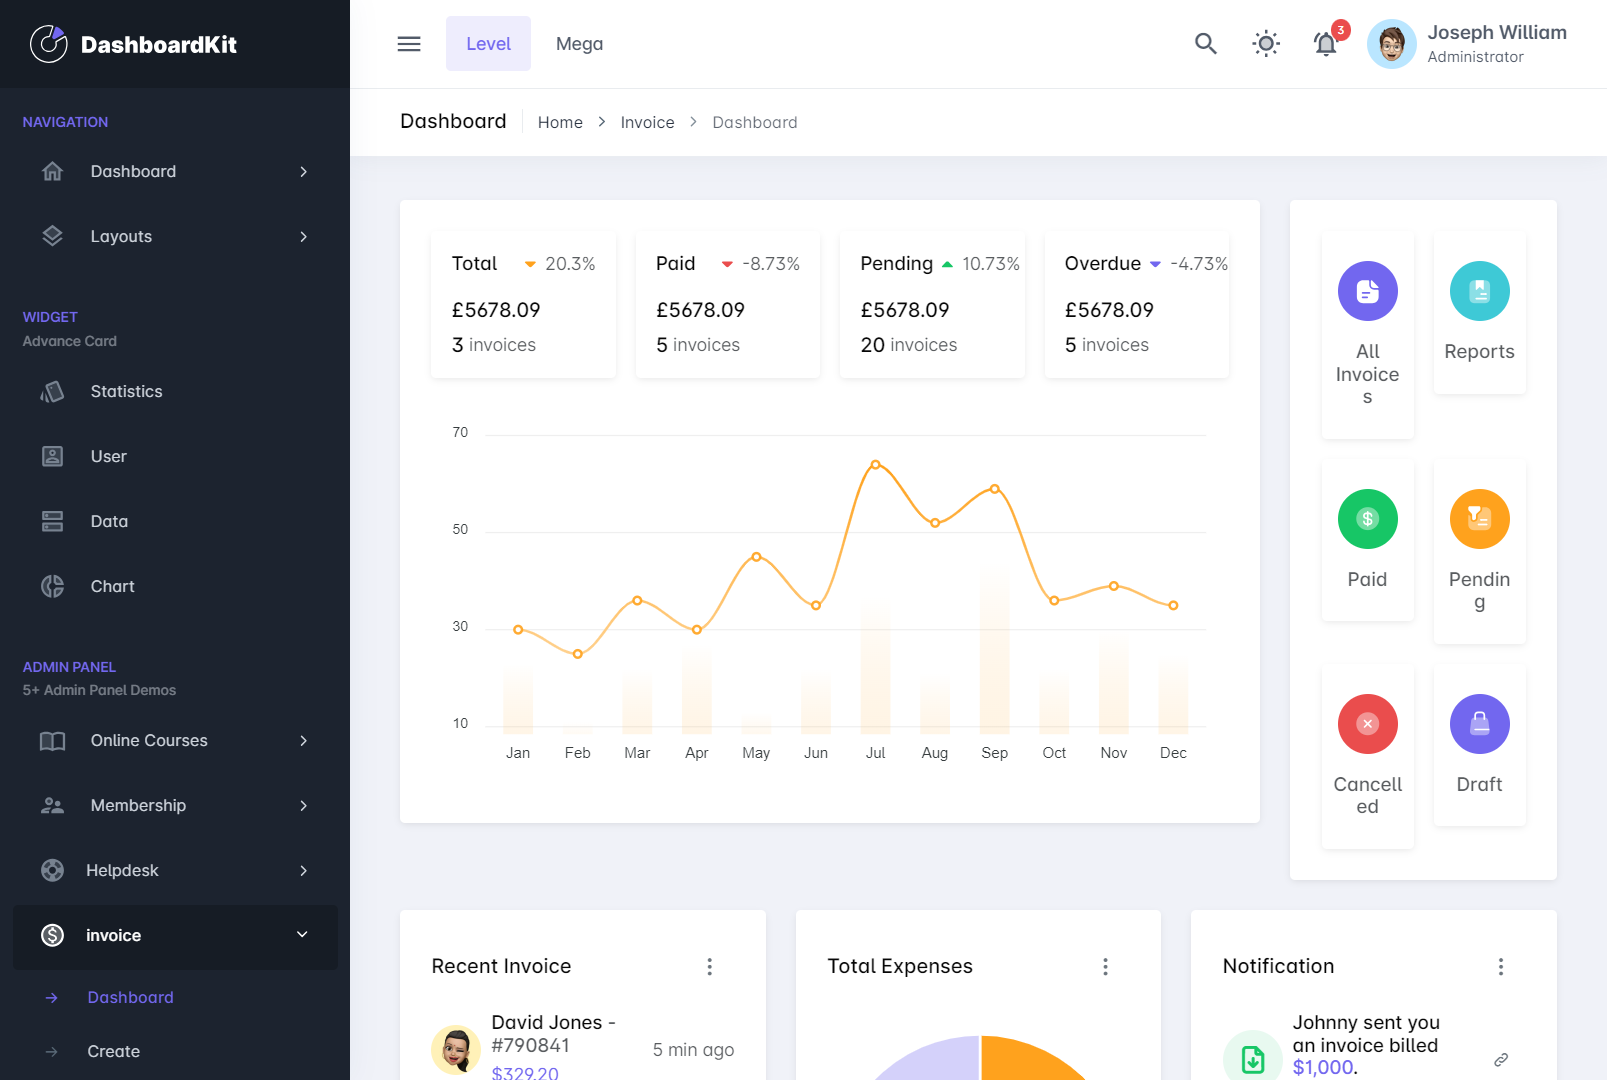 DashboardKit
NAVIGATION
Dashboard
Layouts
WIDGET
Advance Card
Statistics
User
Data
Chart
ADMIN PANEL
5+ Admin Panel Demos
Online Courses
Membership
Helpdesk
invoice
Dashboard
Create
Level
Mega
3
Joseph William
Administrator
Dashboard
Home > Invoice > Dashboard
Total 20.3%
£5678.09
3 invoices
Paid -8.73%
£5678.09
5 invoices
Pending 10.73%
£5678.09
20 invoices
Overdue -4.73%
£5678.09
5 invoices
70
50
30
10
Jan Feb Mar Apr May Jun Jul Aug Sep Oct Nov Dec
All
Invoice
s
Reports
$
Paid
Pendin
g
Cancell
ed
Draft
Recent Invoice
David Jones -
#790841
$329.20
5 min ago
Total Expenses
Notification
Johnny sent you
an invoice billed
$1,000.